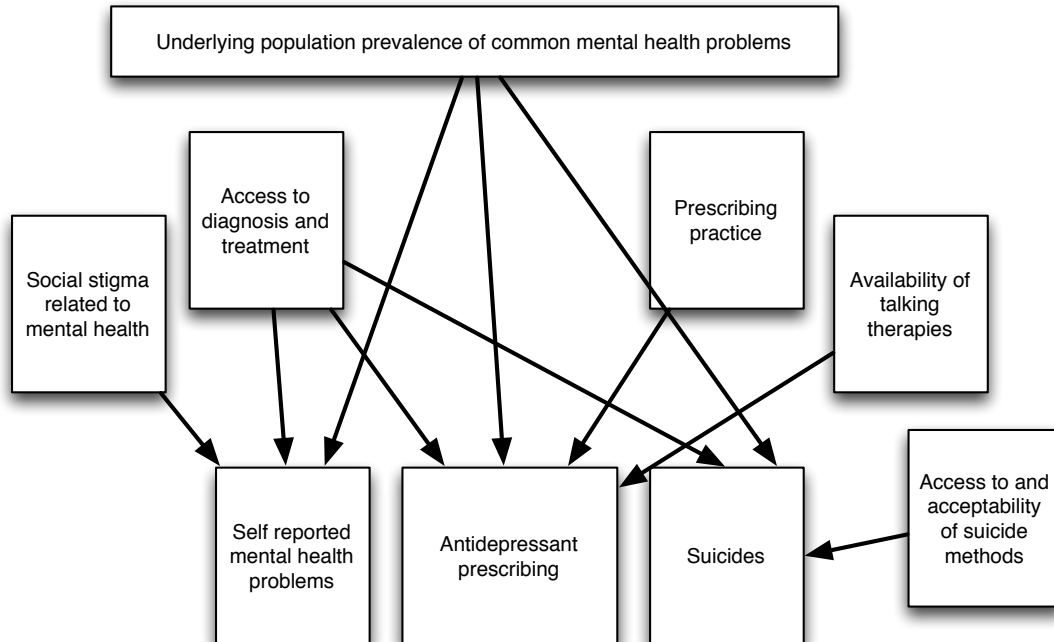 Underlying population prevalence of common mental health problems
Access to
diagnosis and
treatment
Prescribing
practice
Social stigma
related to
mental health
Availability of
talking
therapies
Self reported
mental health
problems
Antidepressant
prescribing
Suicides
Access to and
acceptability
of suicide
methods